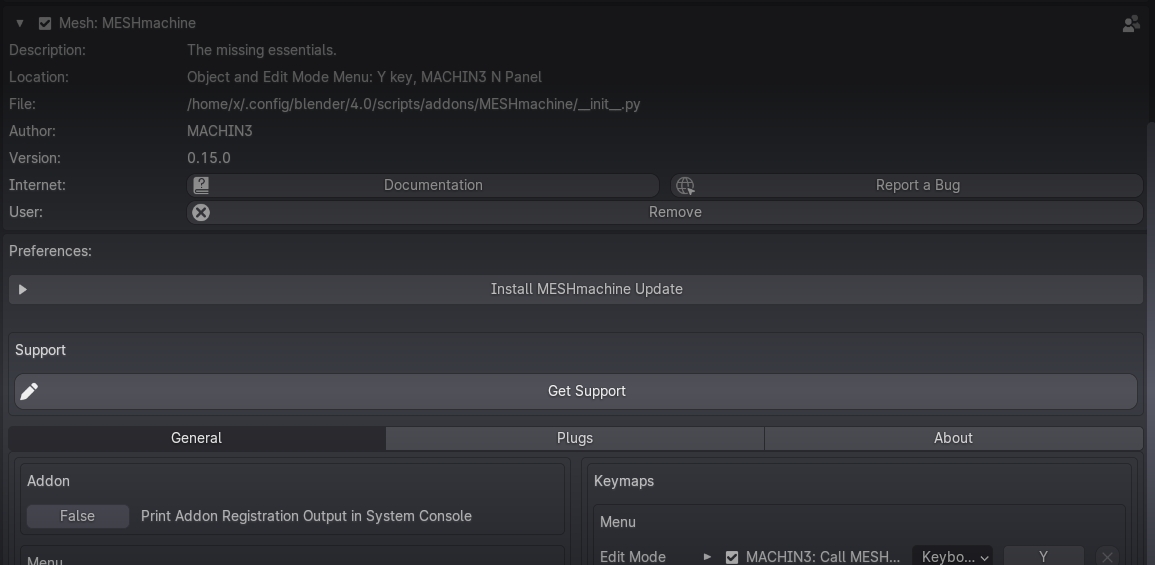 Mesh: MESHmachine
Description: The missing essentials.
Location: Object and Edit Mode Menu: Y key, MACHIN3 N Panel
File: /home/x/.config/blender/4.0/scripts/addons/MESHmachine/__init__.py
Author: MACHIN3
Version: 0.15.0
Internet: Documentation Report a Bug
User: Remove
Preferences:
Install MESHmachine Update
Support
Get Support
General Plugs About
Addon Keymaps
False Print Addon Registration Output in System Console
Menu
Edit Mode MACHIN3: Call MESH... Keybo... Y
Menu